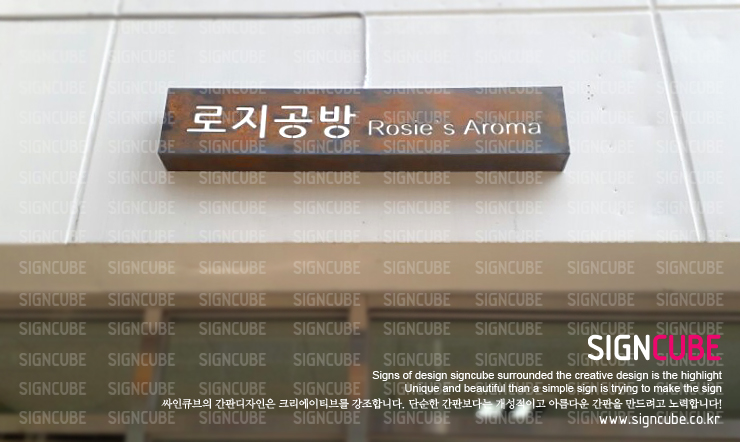 로지공방 Rosie's Aroma
SIGNCUBE
Signs of design signcube surrounded the creative design is the highlight
Unique and beautiful than a simple sign is trying to make the sign
싸인큐브의 간판디자인은 크리에이티브를 강조합니다. 단순한 간판보다는 개성적이고 아름다운 간판을 만드려고 노력합니다!
www.signcube.co.kr